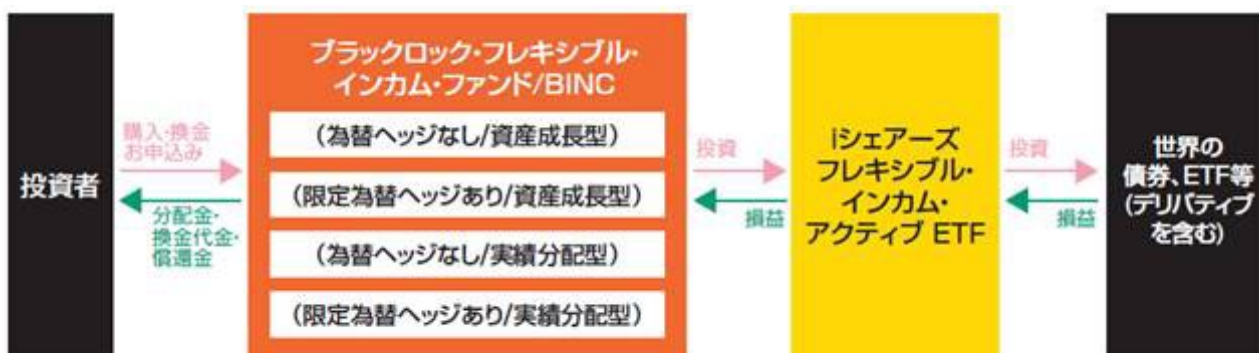 投資者
購入・換金
お申込み
分配金・
換金代金・
償還金
ブラックロック・フレキシブル・
インカム・ファンド/BINC
(為替ヘッジなし/資産成長型)
(限定為替ヘッジあり/資産成長型)
(為替ヘッジなし/実績分配型)
(限定為替ヘッジあり/実績分配型)
投資
損益
iシェアーズ
フレキシブル・
インカム・
アクティブ ETF
投資
損益
世界の
債券、ETF等
(デリバティブ
を含む)